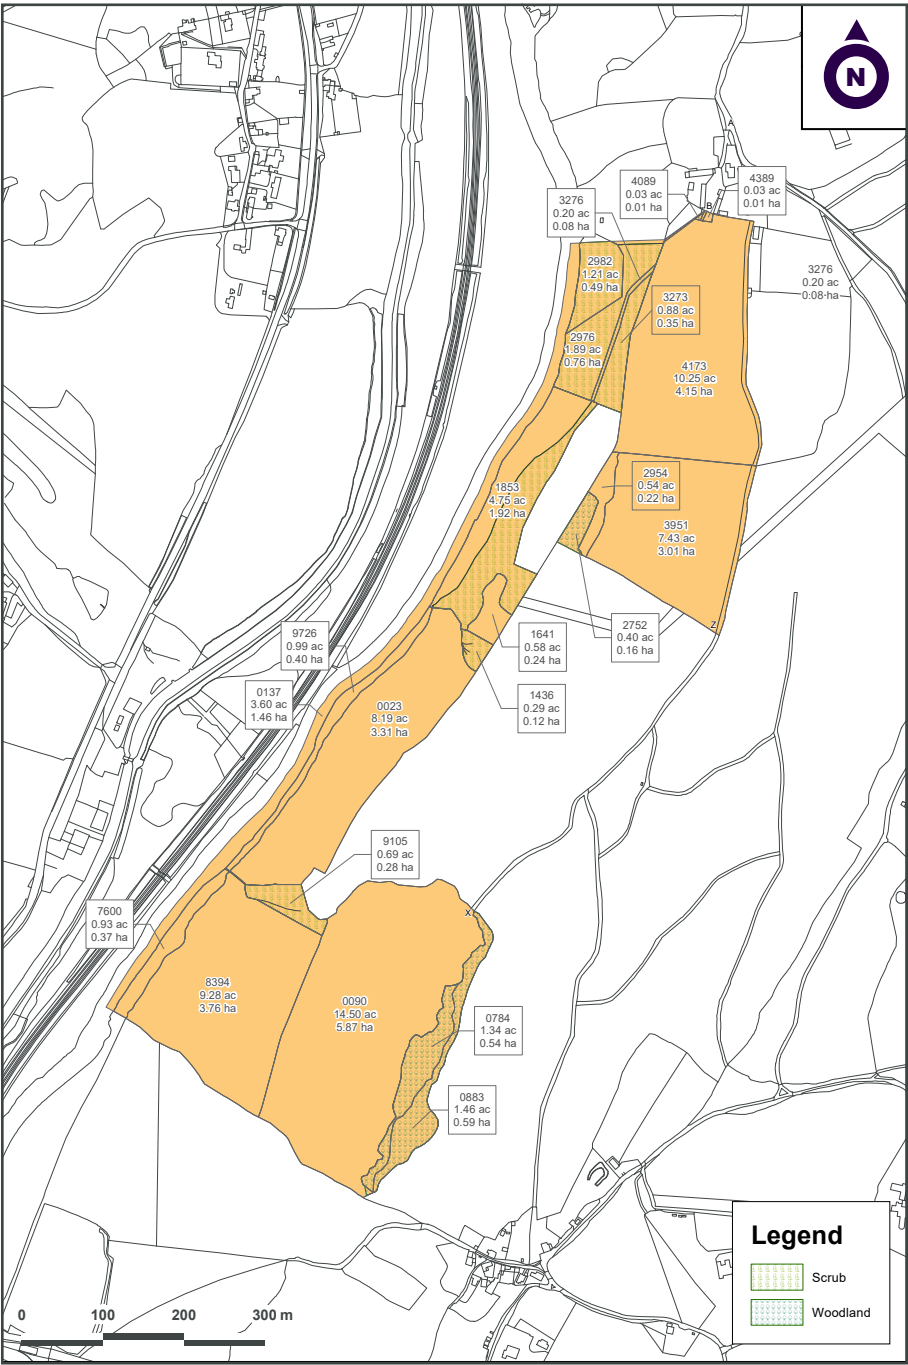 N
A
4389
0.03 ac
0.01 ha
4089
0.03 ac
0.01 ha
B
3276
0.20 ac
0.08 ha
2982
1.21 ac
0.49 ha
3276
0.20 ac
0.08 ha
3273
0.88 ac
0.35 ha
2976
1.89 ac
0.76 ha
4173
10.25 ac
4.15 ha
2954
0.54 ac
0.22 ha
1853
4.75 ac
1.92 ha
3951
7.43 ac
3.01 ha
Z
2752
0.40 ac
0.16 ha
9726
0.99 ac
0.40 ha
1641
0.58 ac
0.24 ha
0137
3.60 ac
1.46 ha
1436
0.29 ac
0.12 ha
0023
8.19 ac
3.31 ha
9105
0.69 ac
0.28 ha
X
7600
0.93 ac
0.37 ha
8394
9.28 ac
3.76 ha
0090
14.50 ac
5.87 ha
0784
1.34 ac
0.54 ha
0883
1.46 ac
0.59 ha
Legend
Scrub
Woodland
0 100 200 300 m